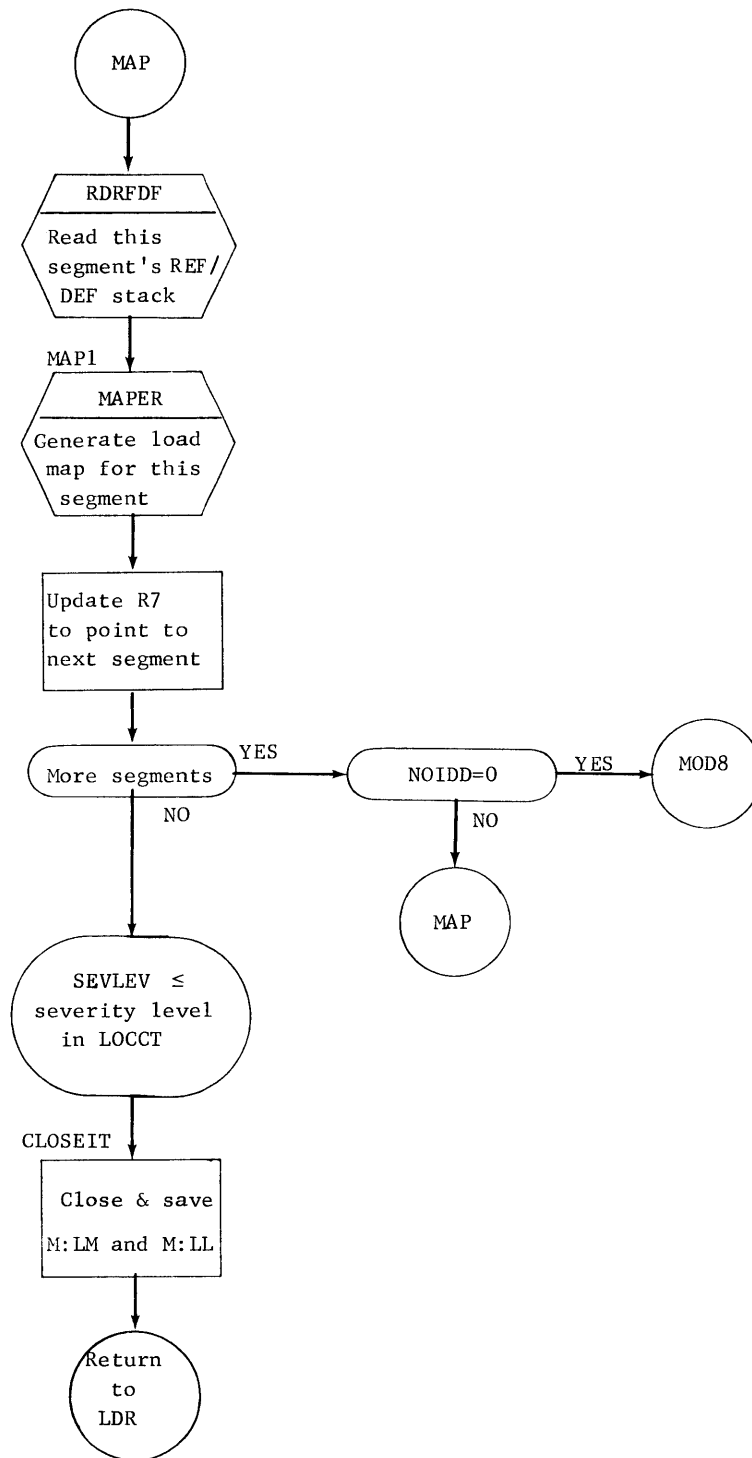 MAP
RDRFDF
Read this
segment's REF/
DEF stack
MAP1
MAPER
Generate load
map for this
segment
Update R7
to point to
next segment
More segments
YES
NO
NOIDD=0
YES
NO
MOD8
MAP
SEVLEV ≤
severity level
in LOCCT
CLOSEIT
Close & save
M:LM and M:LL
Return
to
LDR